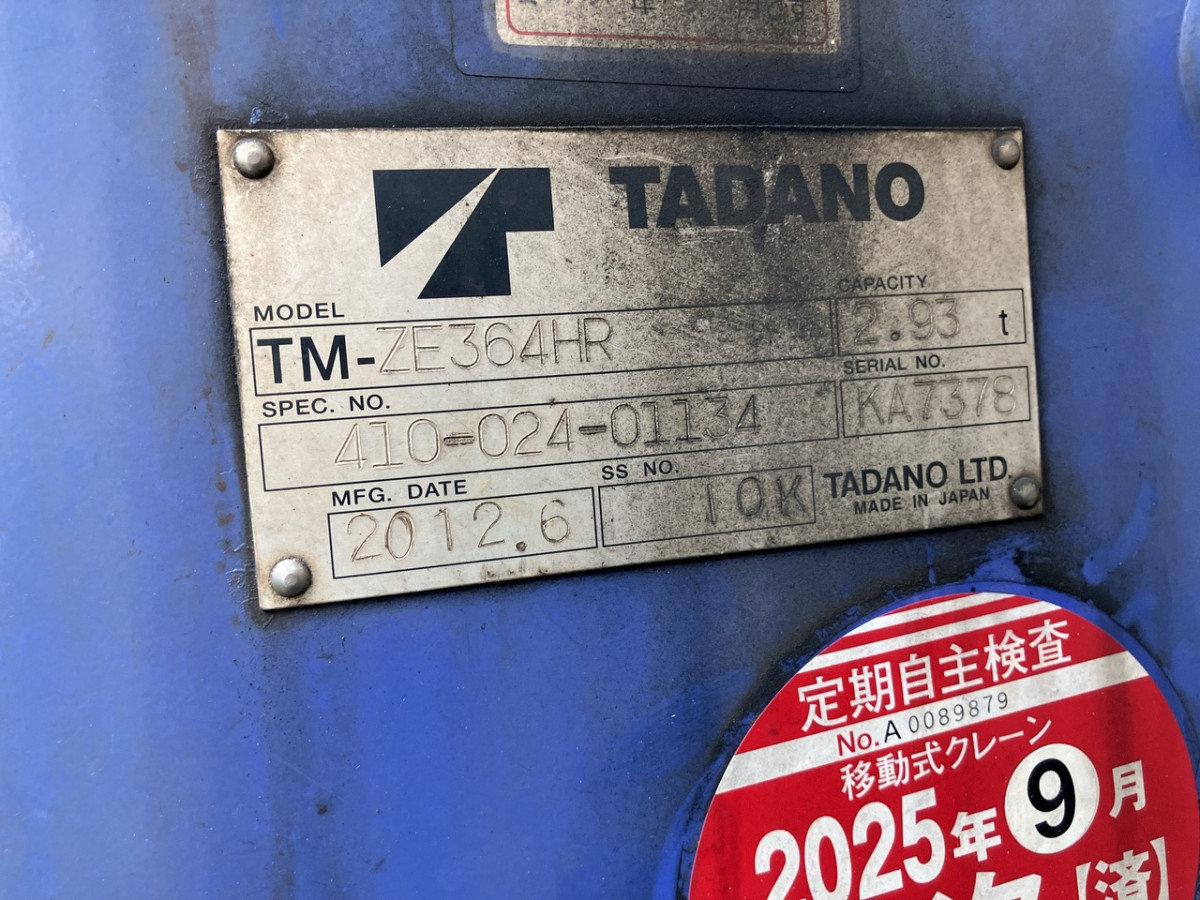 年
TADANO
MODEL
TM-ZE364HR
CAPACITY
2.93 t
SPEC. NO.
410-024-01134
SERIAL NO.
KA7378
MFG. DATE
2012.6
SS NO.
10K
TADANO LTD.
MADE IN JAPAN
定期自主検査
No. A 0089879
移動式クレーン
2025年9月
【済】